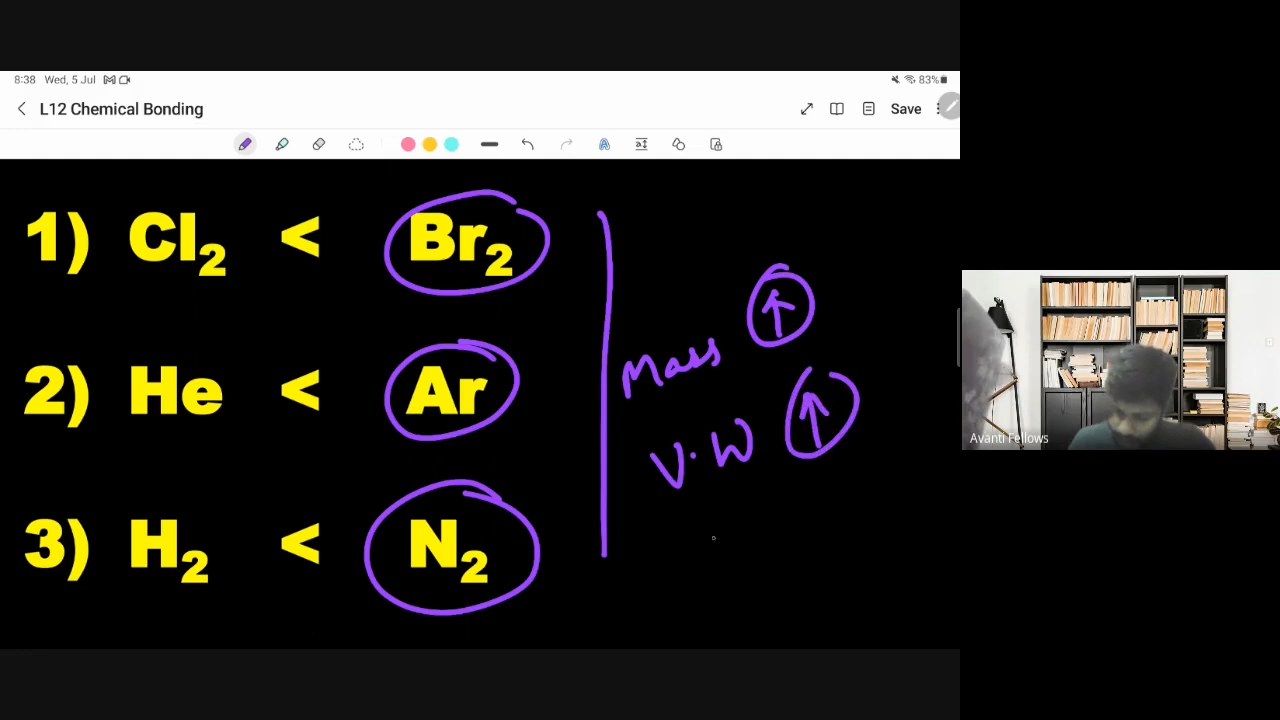 8:38 Wed, 5 Jul
83%
L12 Chemical Bonding
Save
1) Cl₂ < Br₂
2) He < Ar
3) H₂ < N₂
Mass ↑
V.W ↑
Avanti Fellows